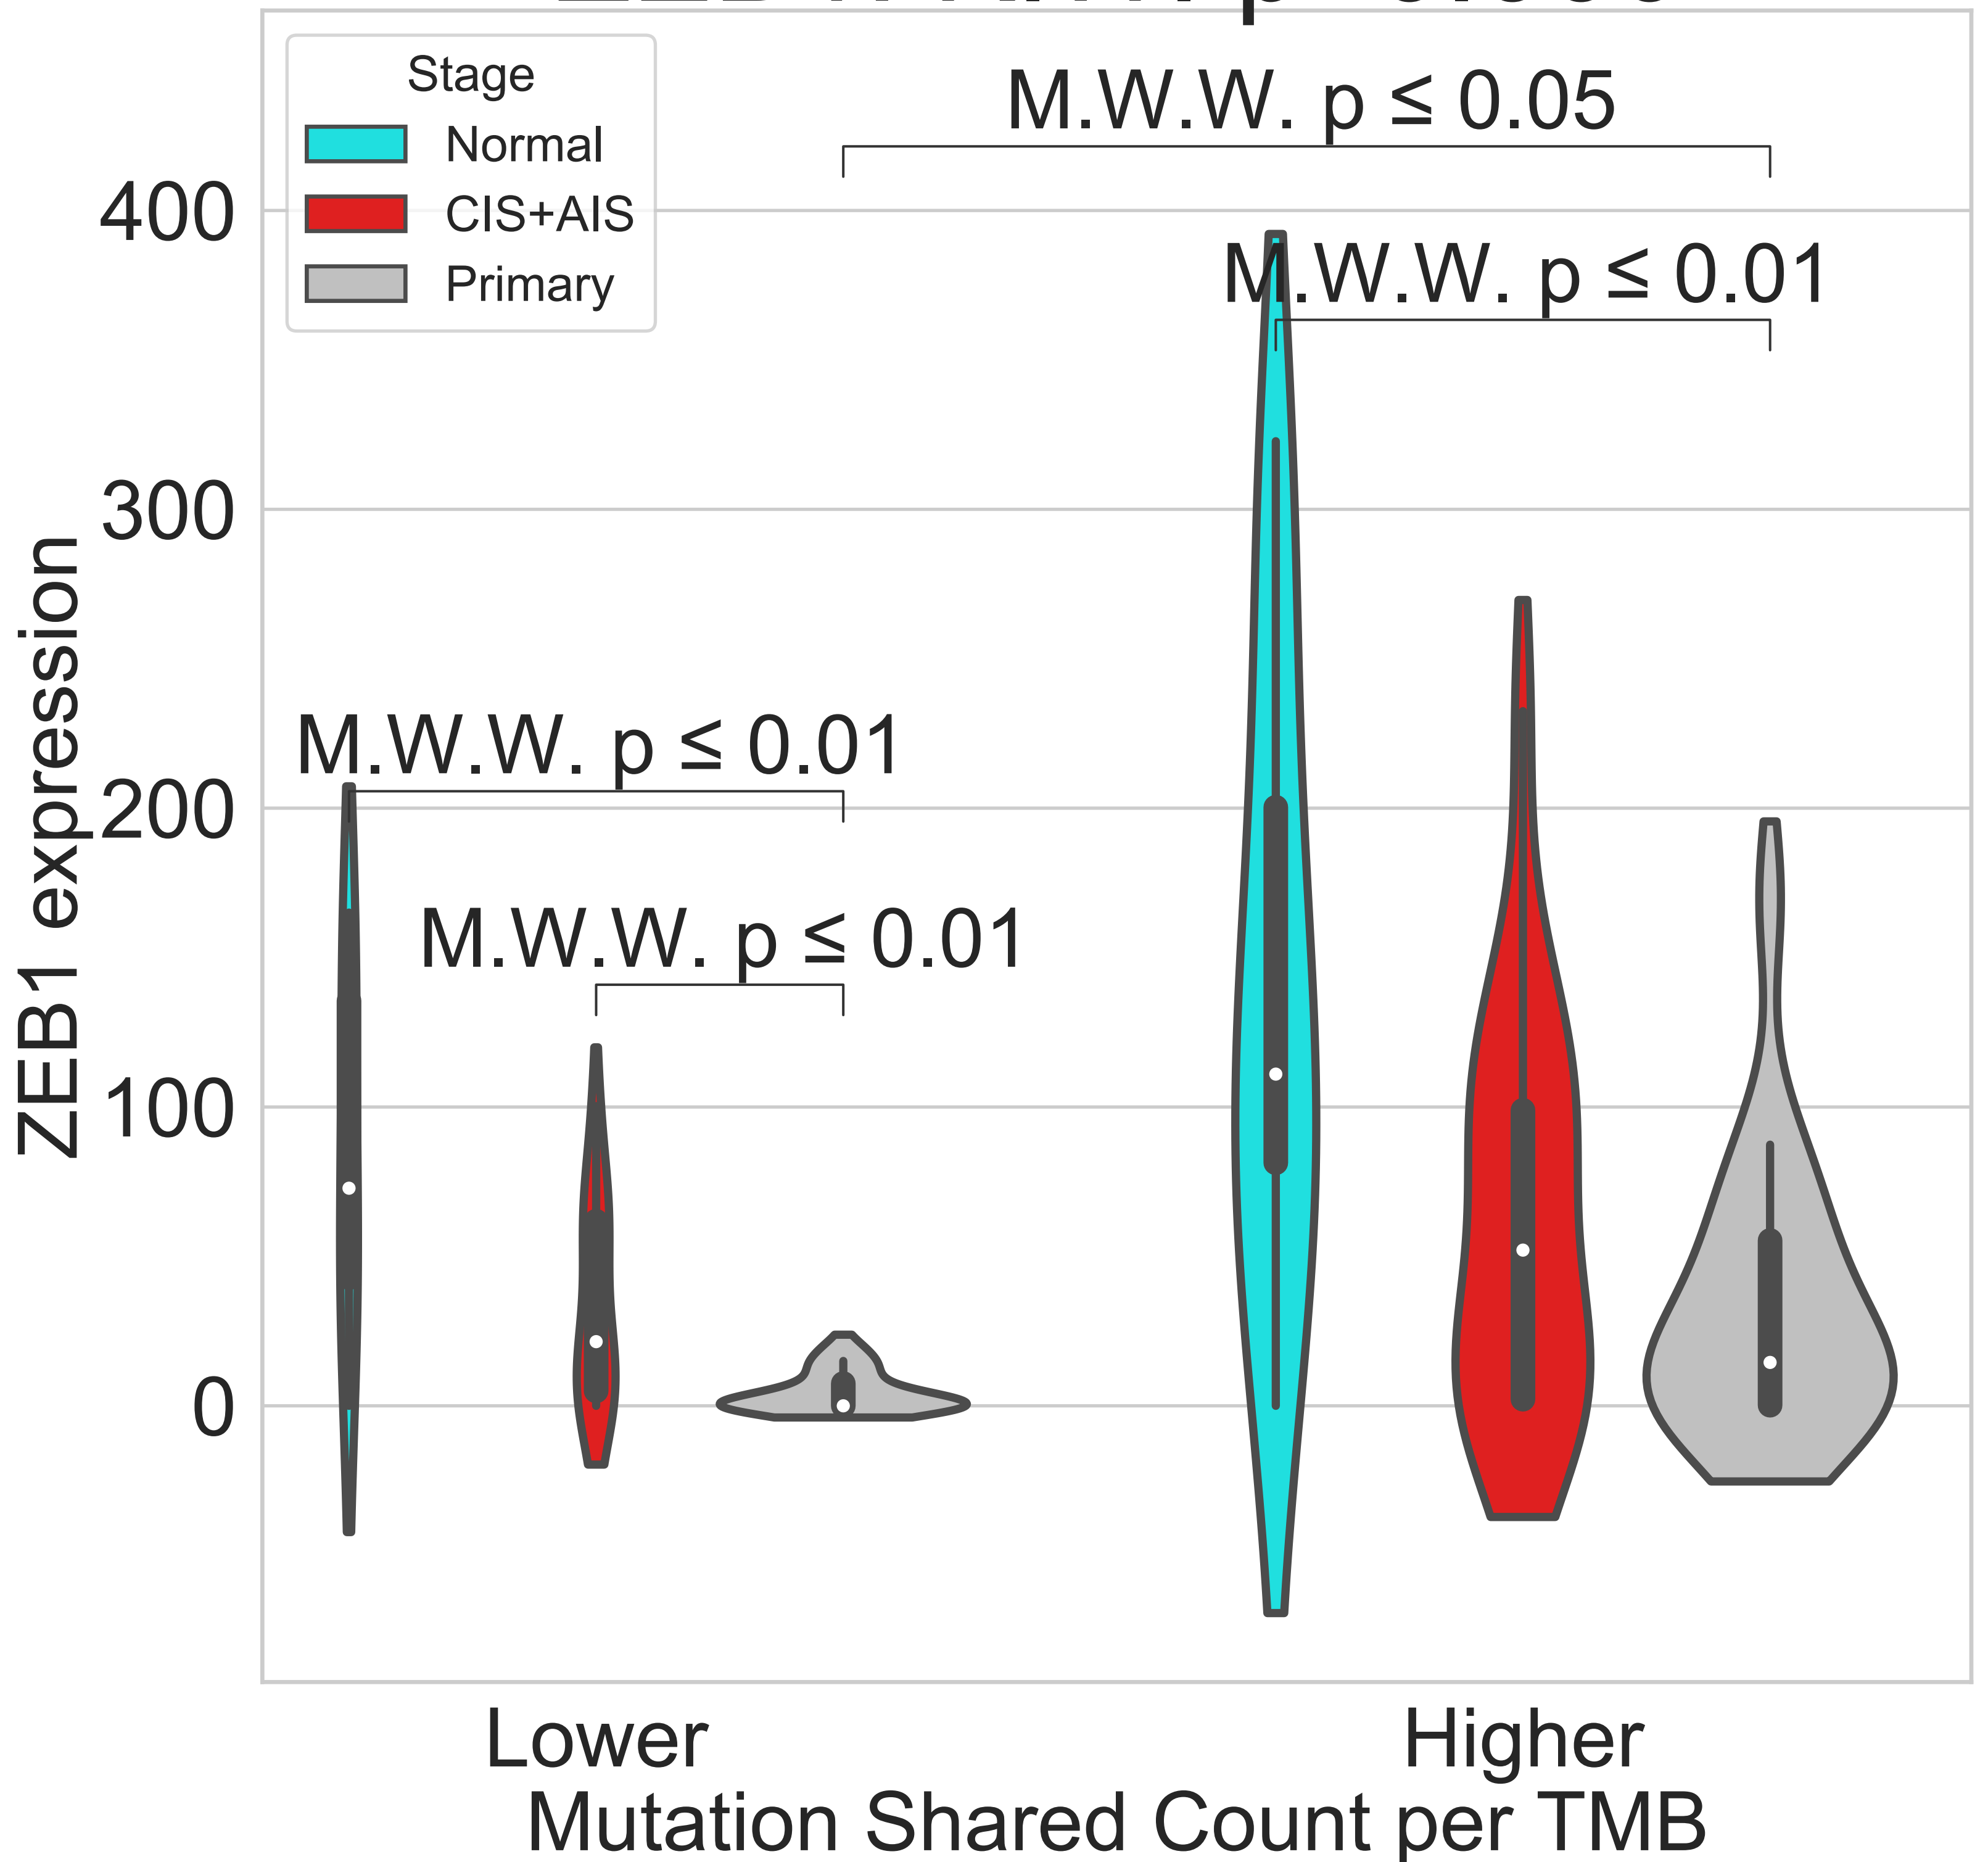 Stage
Normal
CIS+AIS
Primary
M.W.W. p ≤ 0.05
M.W.W. p ≤ 0.01
M.W.W. p ≤ 0.01
M.W.W. p ≤ 0.01
400
300
200
100
0
ZEB1 expression
Lower
Higher
Mutation Shared Count per TMB